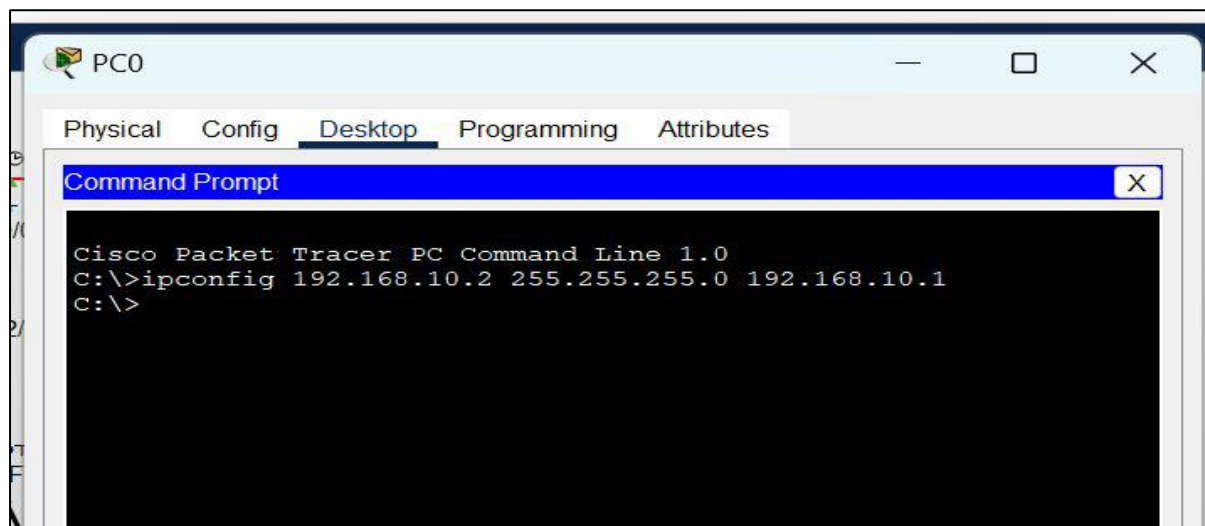 PC0
Physical Config Desktop Programming Attributes
Command Prompt
X
Cisco Packet Tracer PC Command Line 1.0
C:\>ipconfig 192.168.10.2 255.255.255.0 192.168.10.1
C:\>